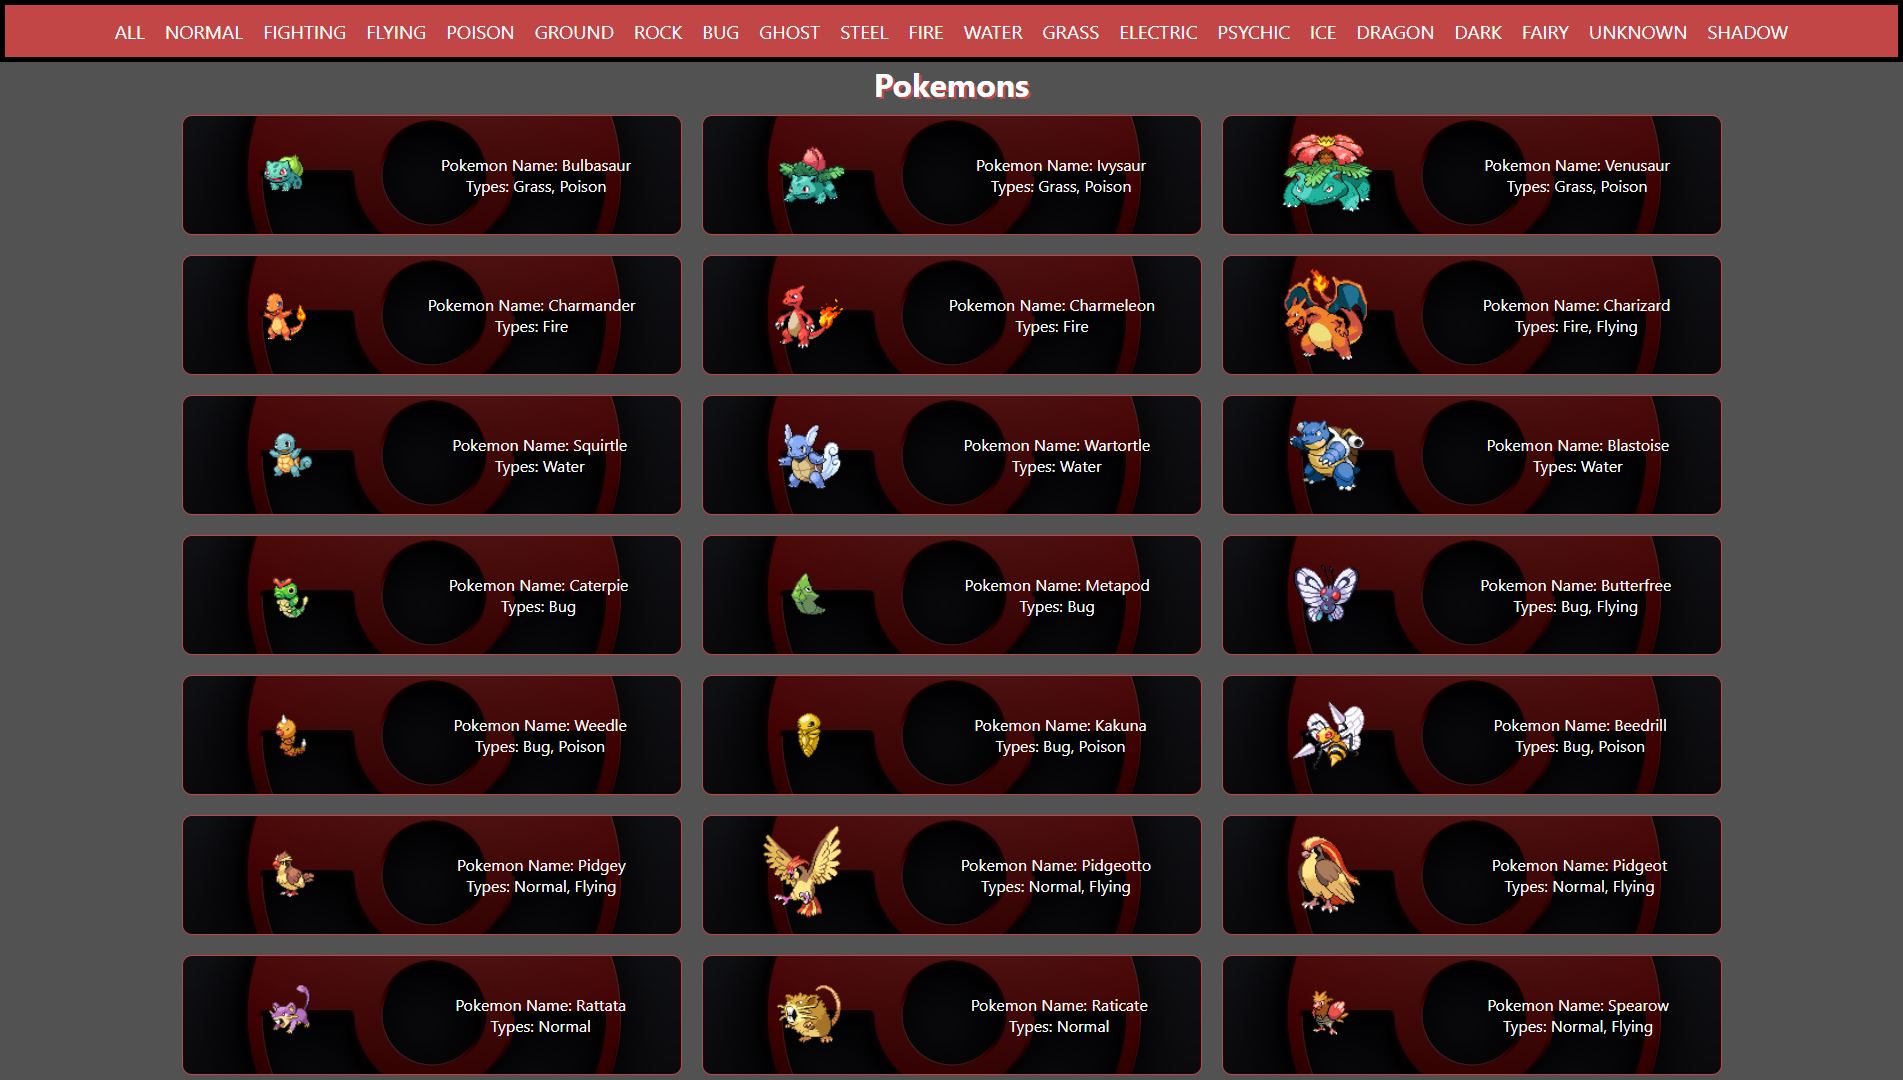 ALL NORMAL FIGHTING FLYING POISON GROUND ROCK BUG GHOST STEEL FIRE WATER GRASS ELECTRIC PSYCHIC ICE DRAGON DARK FAIRY UNKNOWN SHADOW
Pokemons
Pokemon Name: Bulbasaur
Types: Grass, Poison
Pokemon Name: Ivysaur
Types: Grass, Poison
Pokemon Name: Venusaur
Types: Grass, Poison
Pokemon Name: Charmander
Types: Fire
Pokemon Name: Charmeleon
Types: Fire
Pokemon Name: Charizard
Types: Fire, Flying
Pokemon Name: Squirtle
Types: Water
Pokemon Name: Wartortle
Types: Water
Pokemon Name: Blastoise
Types: Water
Pokemon Name: Caterpie
Types: Bug
Pokemon Name: Metapod
Types: Bug
Pokemon Name: Butterfree
Types: Bug, Flying
Pokemon Name: Weedle
Types: Bug, Poison
Pokemon Name: Kakuna
Types: Bug, Poison
Pokemon Name: Beedrill
Types: Bug, Poison
Pokemon Name: Pidgey
Types: Normal, Flying
Pokemon Name: Pidgeotto
Types: Normal, Flying
Pokemon Name: Pidgeot
Types: Normal, Flying
Pokemon Name: Rattata
Types: Normal
Pokemon Name: Raticate
Types: Normal
Pokemon Name: Spearow
Types: Normal, Flying